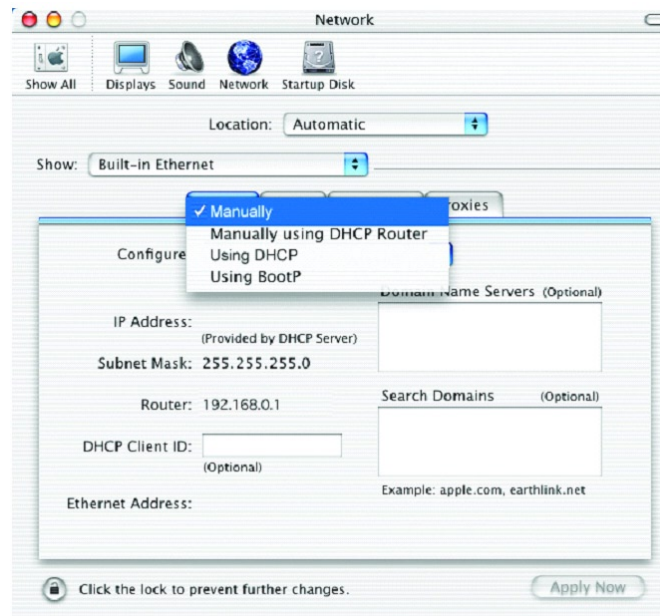 Network
Show All Displays Sound Network Startup Disk
Location: Automatic
Show: Built-in Ethernet
roxies
✓ Manually
Manually using DHCP Router
Using DHCP
Using BootP
Configure
Domain Name Servers (Optional)
IP Address:
(Provided by DHCP Server)
Subnet Mask: 255.255.255.0
Router: 192.168.0.1
Search Domains (Optional)
DHCP Client ID:
(Optional)
Example: apple.com, earthlink.net
Ethernet Address:
Click the lock to prevent further changes.
Apply Now